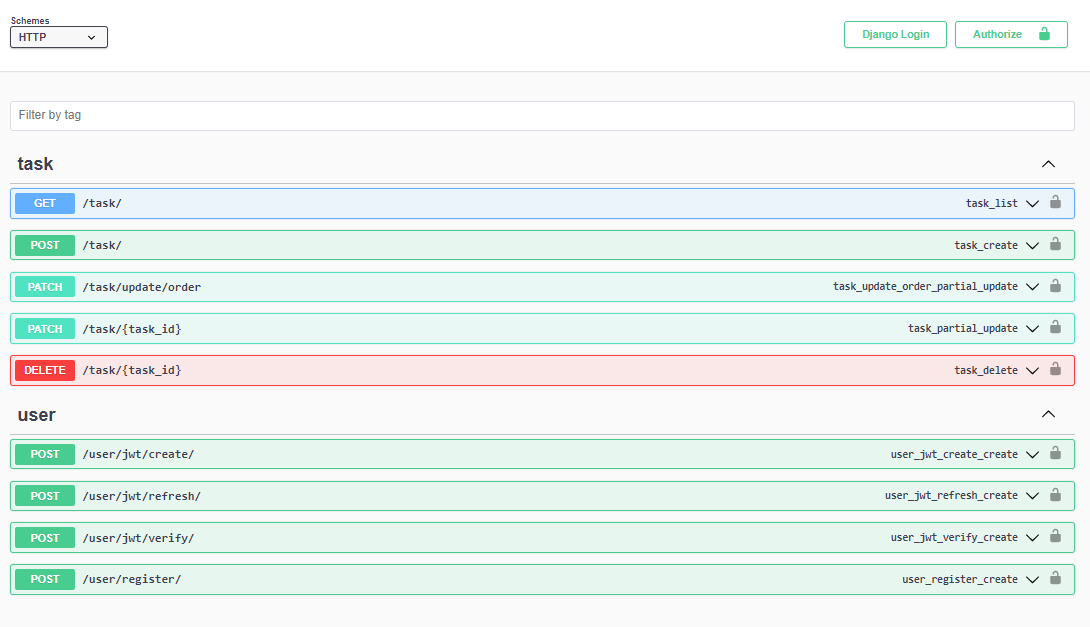 Schemes
HTTP
Django Login
Authorize
Filter by tag
task
GET /task/ task_list
POST /task/ task_create
PATCH /task/update/order task_update_order_partial_update
PATCH /task/{task_id} task_partial_update
DELETE /task/{task_id} task_delete
user
POST /user/jwt/create/ user_jwt_create_create
POST /user/jwt/refresh/ user_jwt_refresh_create
POST /user/jwt/verify/ user_jwt_verify_create
POST /user/register/ user_register_create